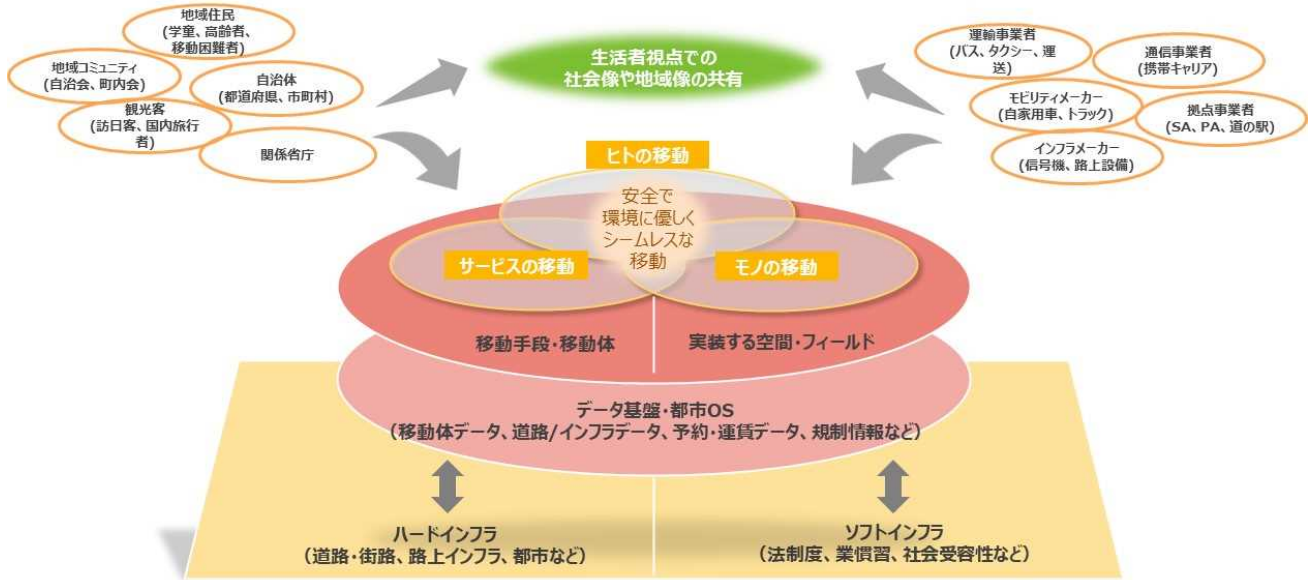 地域住民
(学童、高齢者、
移動困難者)
地域コミュニティ
(自治会、町内会)
自治体
(都道府県、市町村)
観光客
(訪日客、国内旅行
者)
関係省庁
生活者視点での
社会像や地域像の共有
運輸事業者
(バス、タクシー、運
送)
通信事業者
(携帯キャリア)
モビリティメーカー
(自家用車、トラック)
拠点事業者
(SA、PA、道の駅)
インフラメーカー
(信号機、路上設備)
ヒトの移動
安全で
環境に優しく
シームレスな
移動
サービスの移動
モノの移動
移動手段・移動体
実装する空間・フィールド
データ基盤・都市OS
(移動体データ、道路/インフラデータ、予約・運賃データ、規制情報など)
ハードインフラ
(道路・街路、路上インフラ、都市など)
ソフトインフラ
(法制度、業慣習、社会受容性など)